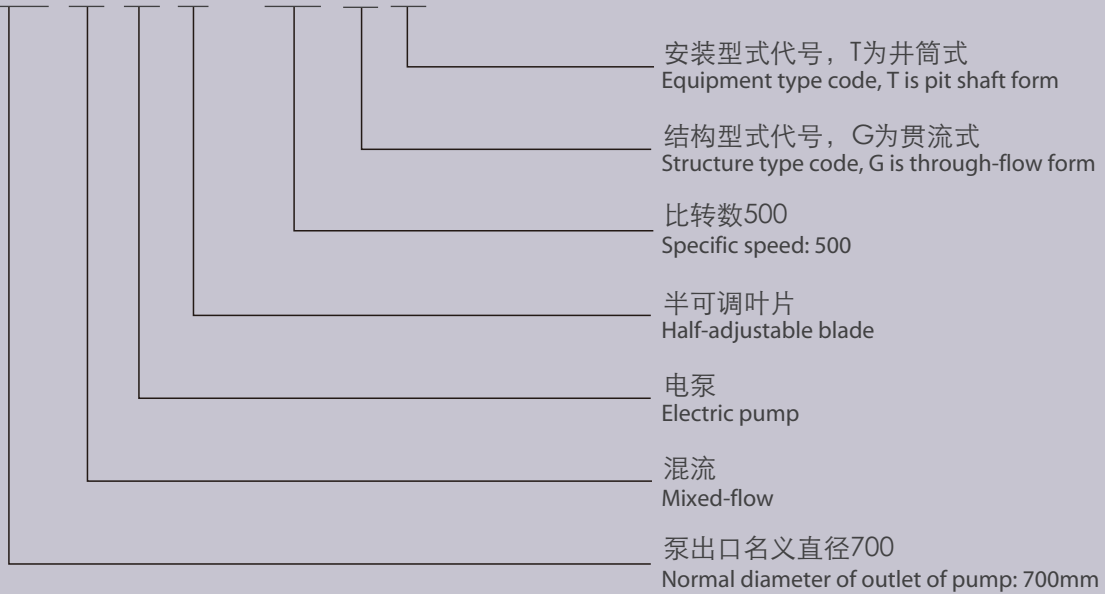 安装型式代号，T为井筒式
Equipment type code, T is pit shaft form
结构型式代号，G为贯流式
Structure type code, G is through-flow form
比转数500
Specific speed: 500
半可调叶片
Half-adjustable blade
电泵
Electric pump
混流
Mixed-flow
泵出口名义直径700
Normal diameter of outlet of pump: 700mm